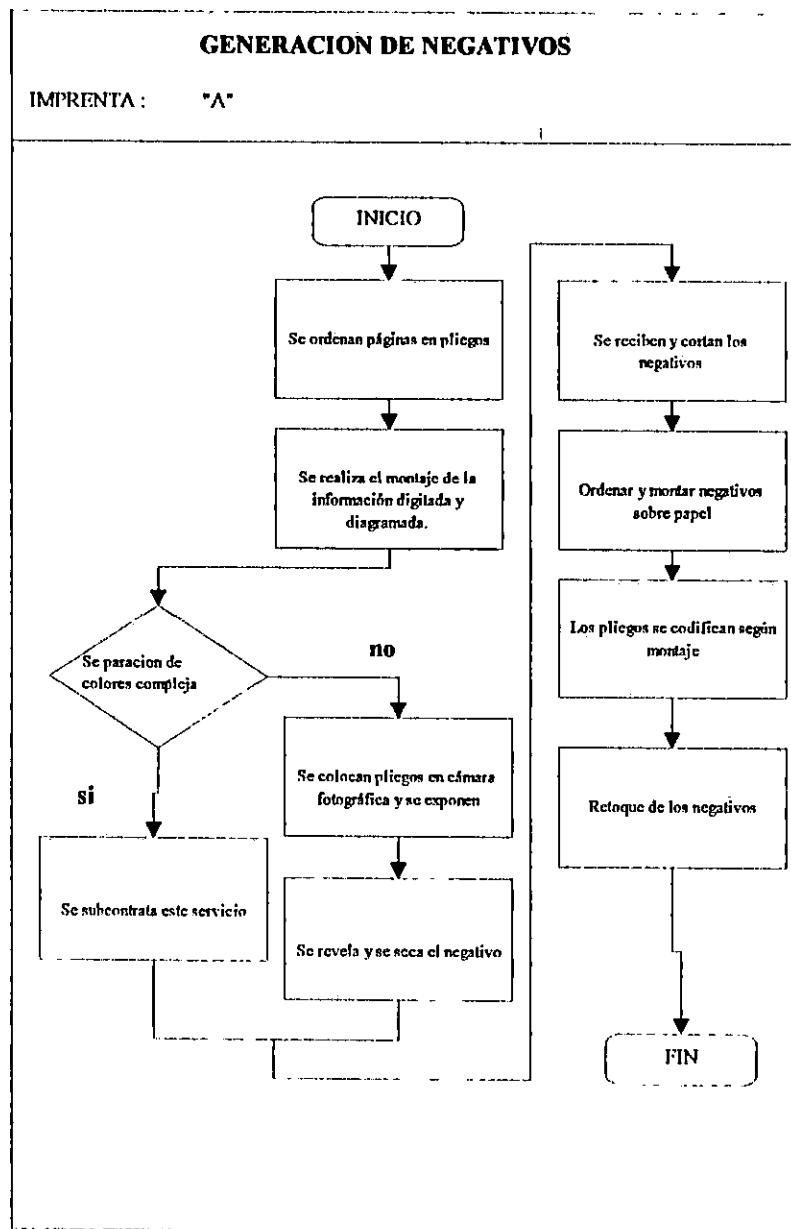 GENERACION DE NEGATIVOS
IMPRENTA : "A"
INICIO
Se ordenan páginas en pliegos
Se realiza el montaje de la
información digitada y
diagramada.
Se paracion de
colores compleja
no
si
Se colocan pliegos en cámara
fotográfica y se exponen
Se subcontrata este servicio
Se revela y se seca el negativo
Se reciben y cortan los
negativos
Ordenar y montar negativos
sobre papel
Los pliegos se codifican según
montaje
Retoque de los negativos
FIN